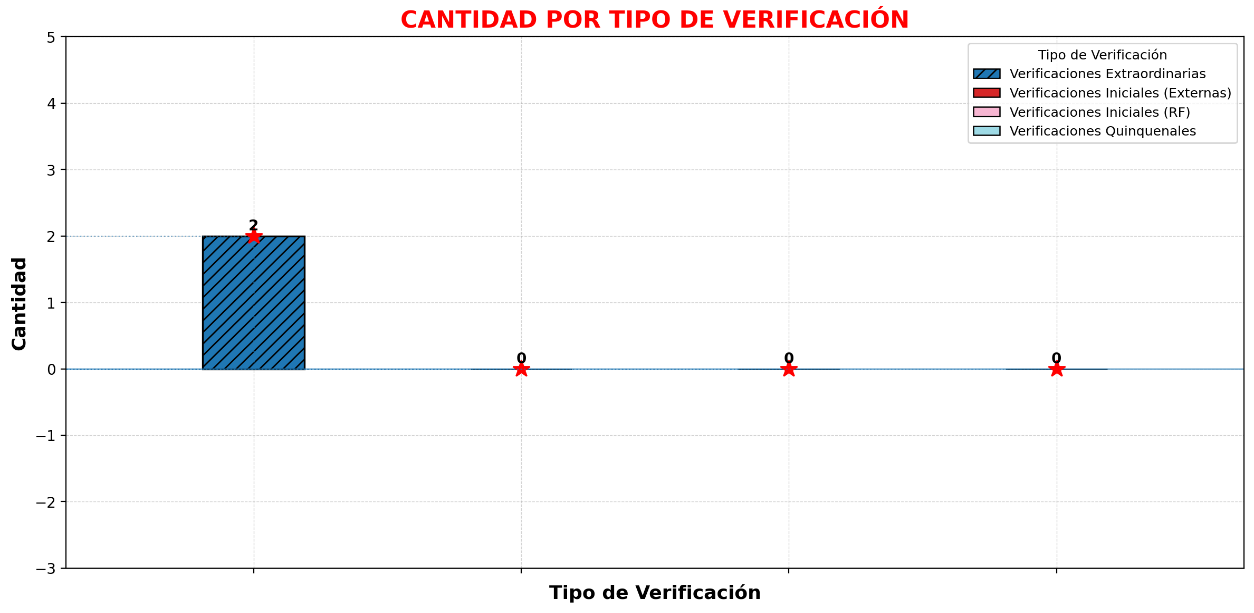 CANTIDAD POR TIPO DE VERIFICACIÓN
5
4
3
2
1
0
−1
−2
−3
Cantidad
2
0
0
0
Tipo de Verificación
Verificaciones Extraordinarias
Verificaciones Iniciales (Externas)
Verificaciones Iniciales (RF)
Verificaciones Quinquenales
Tipo de Verificación